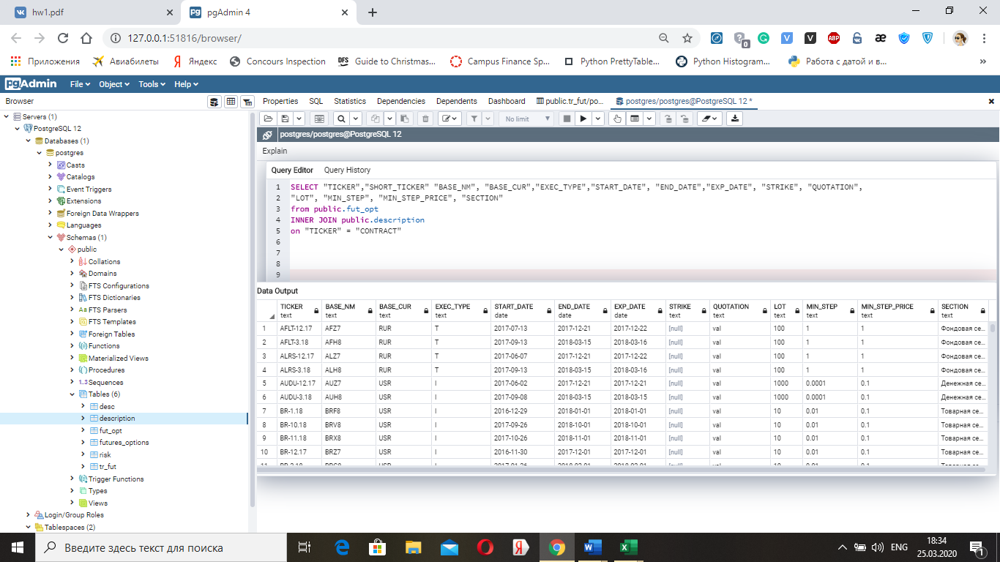 hw1.pdf
pgAdmin 4
127.0.0.1:51816/browser/
0
ABP
æ
Приложения
Авиабилеты
Яндекс
Concours Inspection
DFS Guide to Christmas...
Campus Finance Sp...
Python PrettyTable...
Python Histogram...
Работа с датой и в...
pgAdmin File Object Tools Help
Browser
Properties SQL Statistics Dependencies Dependents Dashboard public.tr_fut/po... postgres/postgres@PostgreSQL 12 *
No limit
Servers (1)
PostgreSQL 12
Databases (1)
postgres
Casts
Catalogs
Event Triggers
Extensions
Foreign Data Wrappers
Languages
Schemas (1)
public
Collations
Domains
FTS Configurations
FTS Dictionaries
FTS Parsers
FTS Templates
Foreign Tables
Functions
Materialized Views
Procedures
1..3 Sequences
Tables (6)
desc
description
fut_opt
futures_options
risk
tr_fut
Trigger Functions
Types
Views
Login/Group Roles
Tablespaces (2)
postgres/postgres@PostgreSQL 12
Explain
Query Editor Query History
1 SELECT "TICKER","SHORT_TICKER" "BASE_NM", "BASE_CUR","EXEC_TYPE","START_DATE", "END_DATE","EXP_DATE", "STRIKE", "QUOTATION",
2 "LOT", "MIN_STEP", "MIN_STEP_PRICE", "SECTION"
3 from public.fut_opt
4 INNER JOIN public.description
5 on "TICKER" = "CONTRACT"
6
7
8
9
Data Output
TICKER BASE_NM BASE_CUR EXEC_TYPE START_DATE END_DATE EXP_DATE STRIKE QUOTATION LOT MIN_STEP MIN_STEP_PRICE SECTION
text text text text date date date text text text text text text
1 AFLT-12.17 AFZ7 RUR T 2017-07-13 2017-12-21 2017-12-22 [null] val 100 1 1 Фондовая се...
2 AFLT-3.18 AFH8 RUR T 2017-09-13 2018-03-15 2018-03-16 [null] val 100 1 1 Фондовая се...
3 ALRS-12.17 ALZ7 RUR T 2017-06-07 2017-12-21 2017-12-22 [null] val 100 1 1 Фондовая се...
4 ALRS-3.18 ALH8 RUR T 2017-09-13 2018-03-15 2018-03-16 [null] val 100 1 1 Фондовая се...
5 AUDU-12.17 AUZ7 USR I 2017-06-02 2017-12-21 2017-12-21 [null] val 1000 0.0001 0.1 Денежная се...
6 AUDU-3.18 AUH8 USR I 2017-09-08 2018-03-15 2018-03-15 [null] val 1000 0.0001 0.1 Денежная се...
7 BR-1.18 BRF8 USR I 2016-12-29 2018-01-01 2018-01-01 [null] val 10 0.01 0.1 Товарная се...
8 BR-10.18 BRV8 USR I 2017-09-26 2018-10-01 2018-10-01 [null] val 10 0.01 0.1 Товарная се...
9 BR-11.18 BRX8 USR I 2017-10-26 2018-11-01 2018-11-01 [null] val 10 0.01 0.1 Товарная се...
10 BR-12.17 BRZ7 USR I 2016-11-30 2017-12-01 2017-12-01 [null] val 10 0.01 0.1 Товарная се...
Введите здесь текст для поиска
ENG
18:34
25.03.2020
1